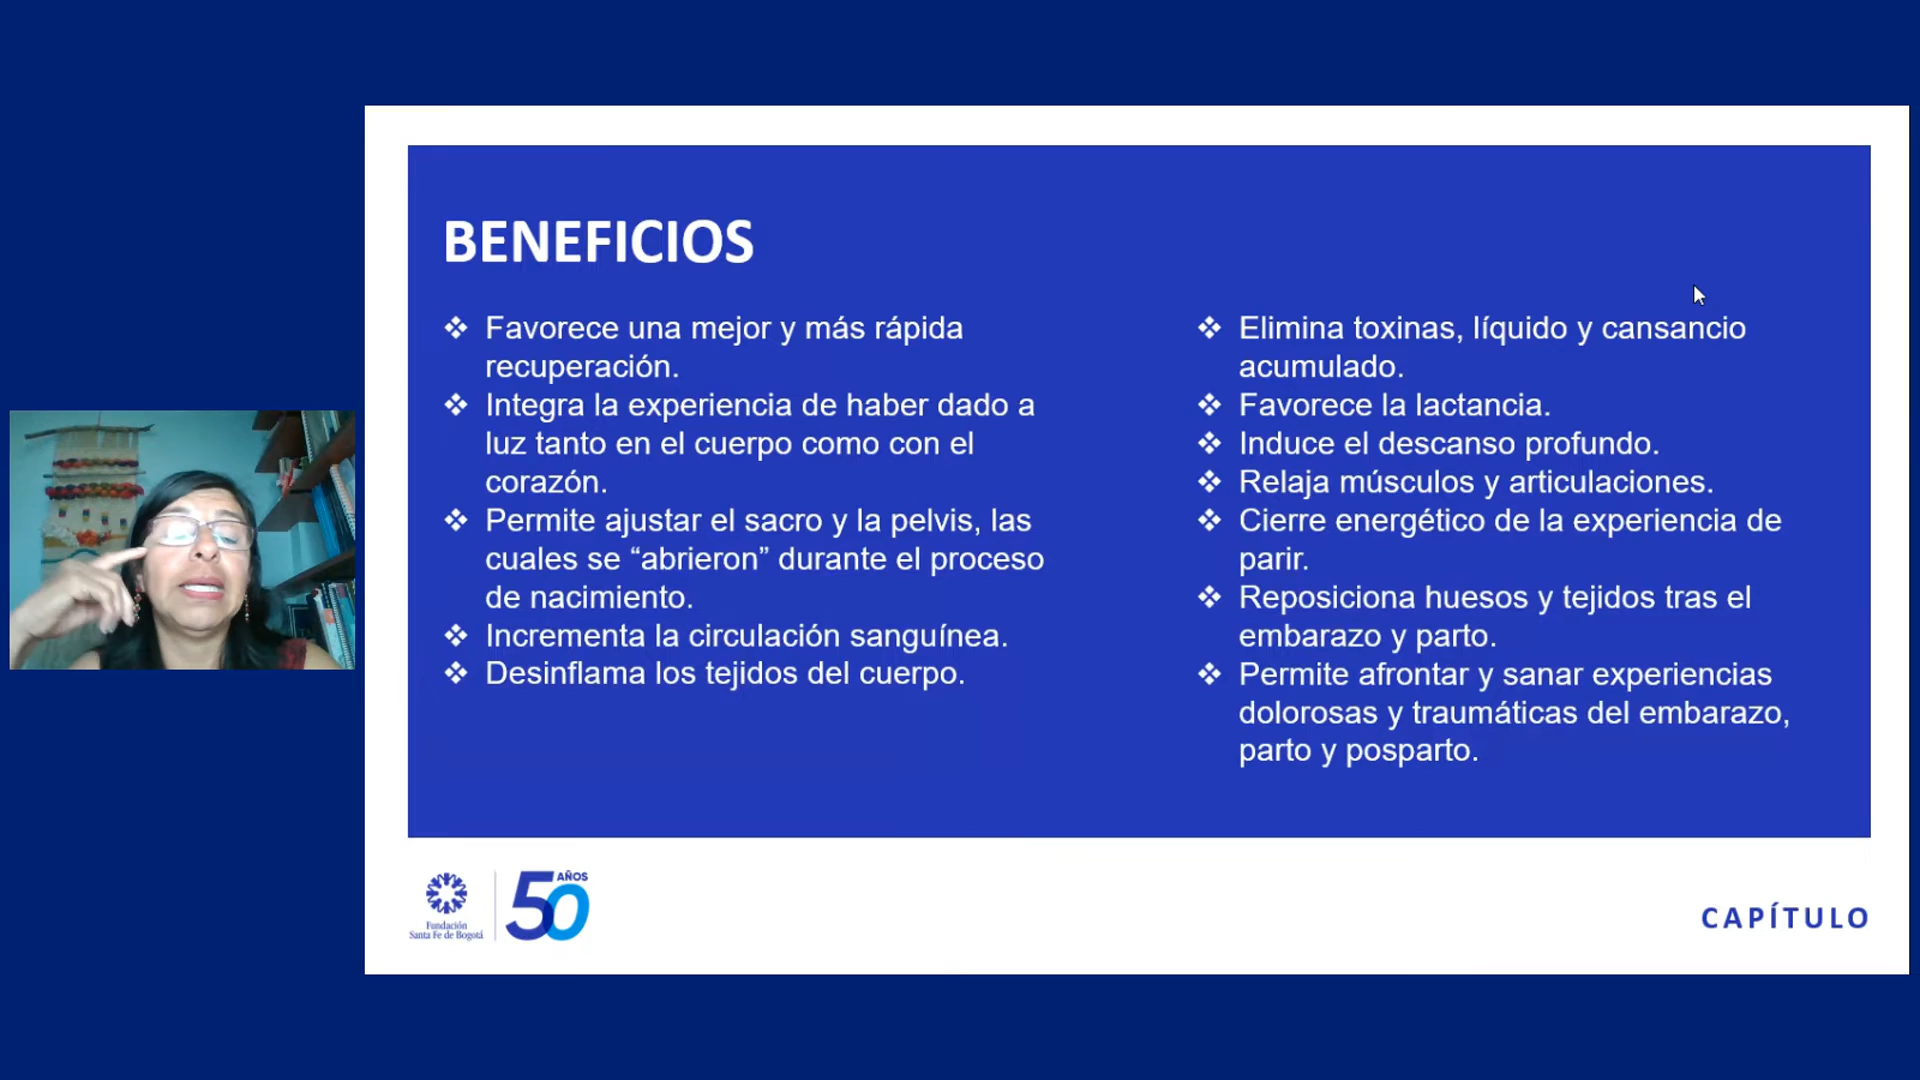 BENEFICIOS
❖ Favorece una mejor y más rápida
recuperación.
❖ Integra la experiencia de haber dado a
luz tanto en el cuerpo como con el
corazón.
❖ Permite ajustar el sacro y la pelvis, las
cuales se “abrieron” durante el proceso
de nacimiento.
❖ Incrementa la circulación sanguínea.
❖ Desinflama los tejidos del cuerpo.
❖ Elimina toxinas, líquido y cansancio
acumulado.
❖ Favorece la lactancia.
❖ Induce el descanso profundo.
❖ Relaja músculos y articulaciones.
❖ Cierre energético de la experiencia de
parir.
❖ Reposiciona huesos y tejidos tras el
embarazo y parto.
❖ Permite afrontar y sanar experiencias
dolorosas y traumáticas del embarazo,
parto y posparto.
Fundación
Santa Fe de Bogotá
50 AÑOS
CAPÍTULO